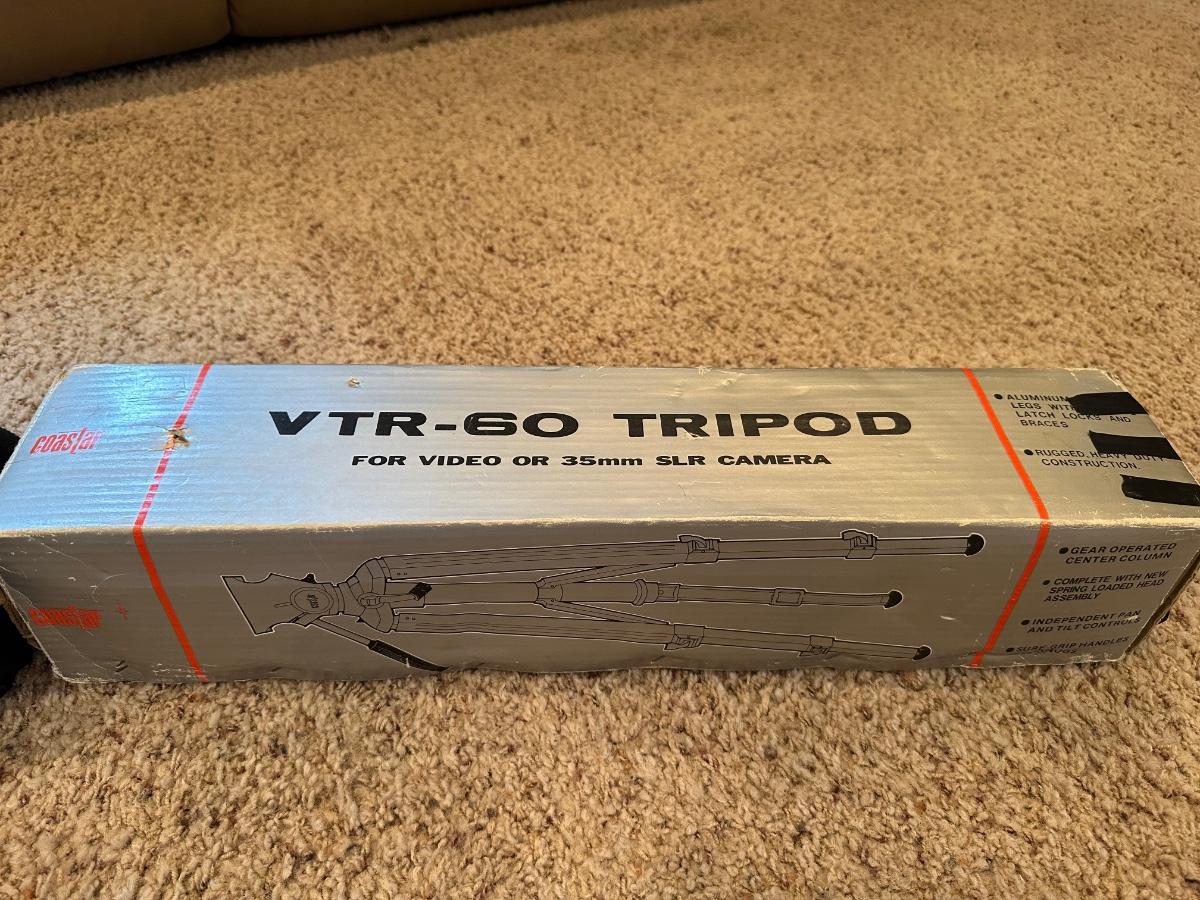 coastar
VTR-60 TRIPOD
FOR VIDEO OR 35mm SLR CAMERA
● ALUMINUM
LEGS WITH
LATCH LOCKS AND
BRACES
● RUGGED, HEAVY DUTY
CONSTRUCTION.
coastar
● GEAR OPERATED
CENTER COLUMN
● COMPLETE WITH NEW
SPRING LOADED HEAD
ASSEMBLY
● INDEPENDENT PAN
AND TILT CONTROLS
● SURE-GRIP HANDLES